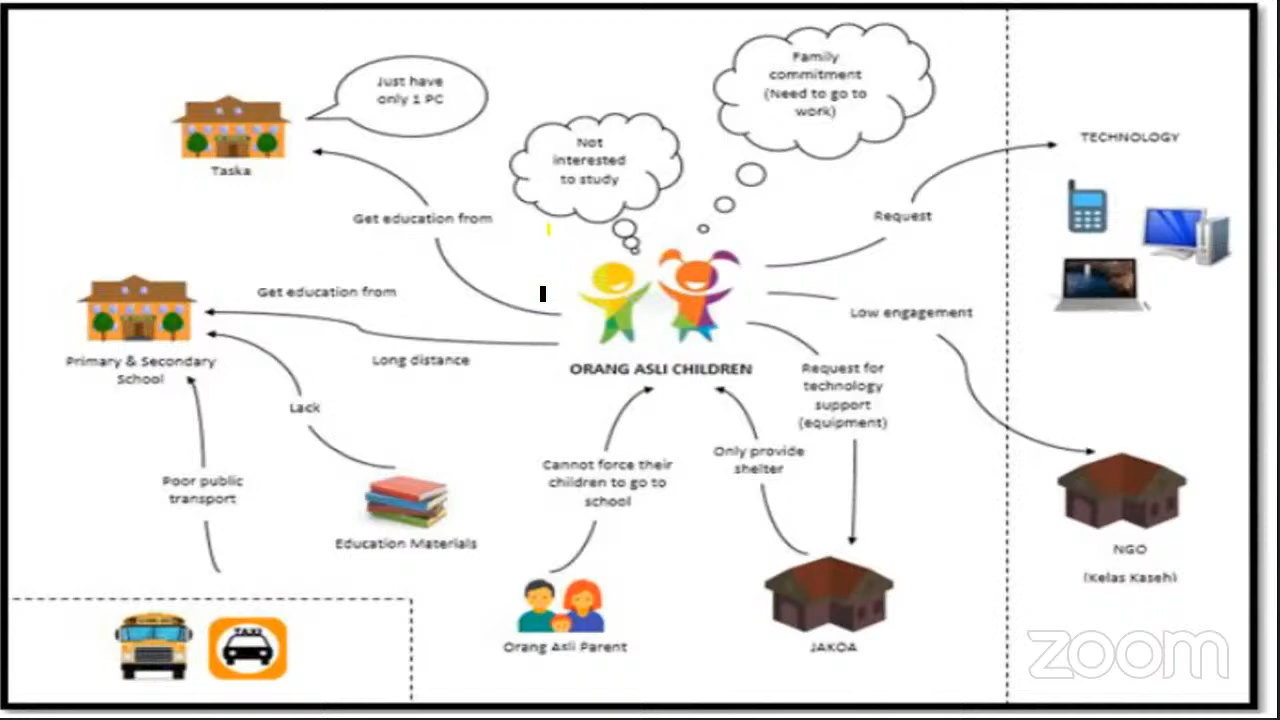 Just have
only 1 PC
Taska
Get education from
Not
interested
to study
Family
commitment
(Need to go to
work)
TECHNOLOGY
Request
Get education from
Long distance
Primary & Secondary
School
Lack
Poor public
transport
Education Materials
ORANG ASLI CHILDREN
Low engagement
Request for
technology
support
(equipment)
Cannot force their
children to go to
school
Only provide
shelter
Orang Asli Parent
JAKOA
NGO
(Kelas Kaseh)
TAXI
zoom